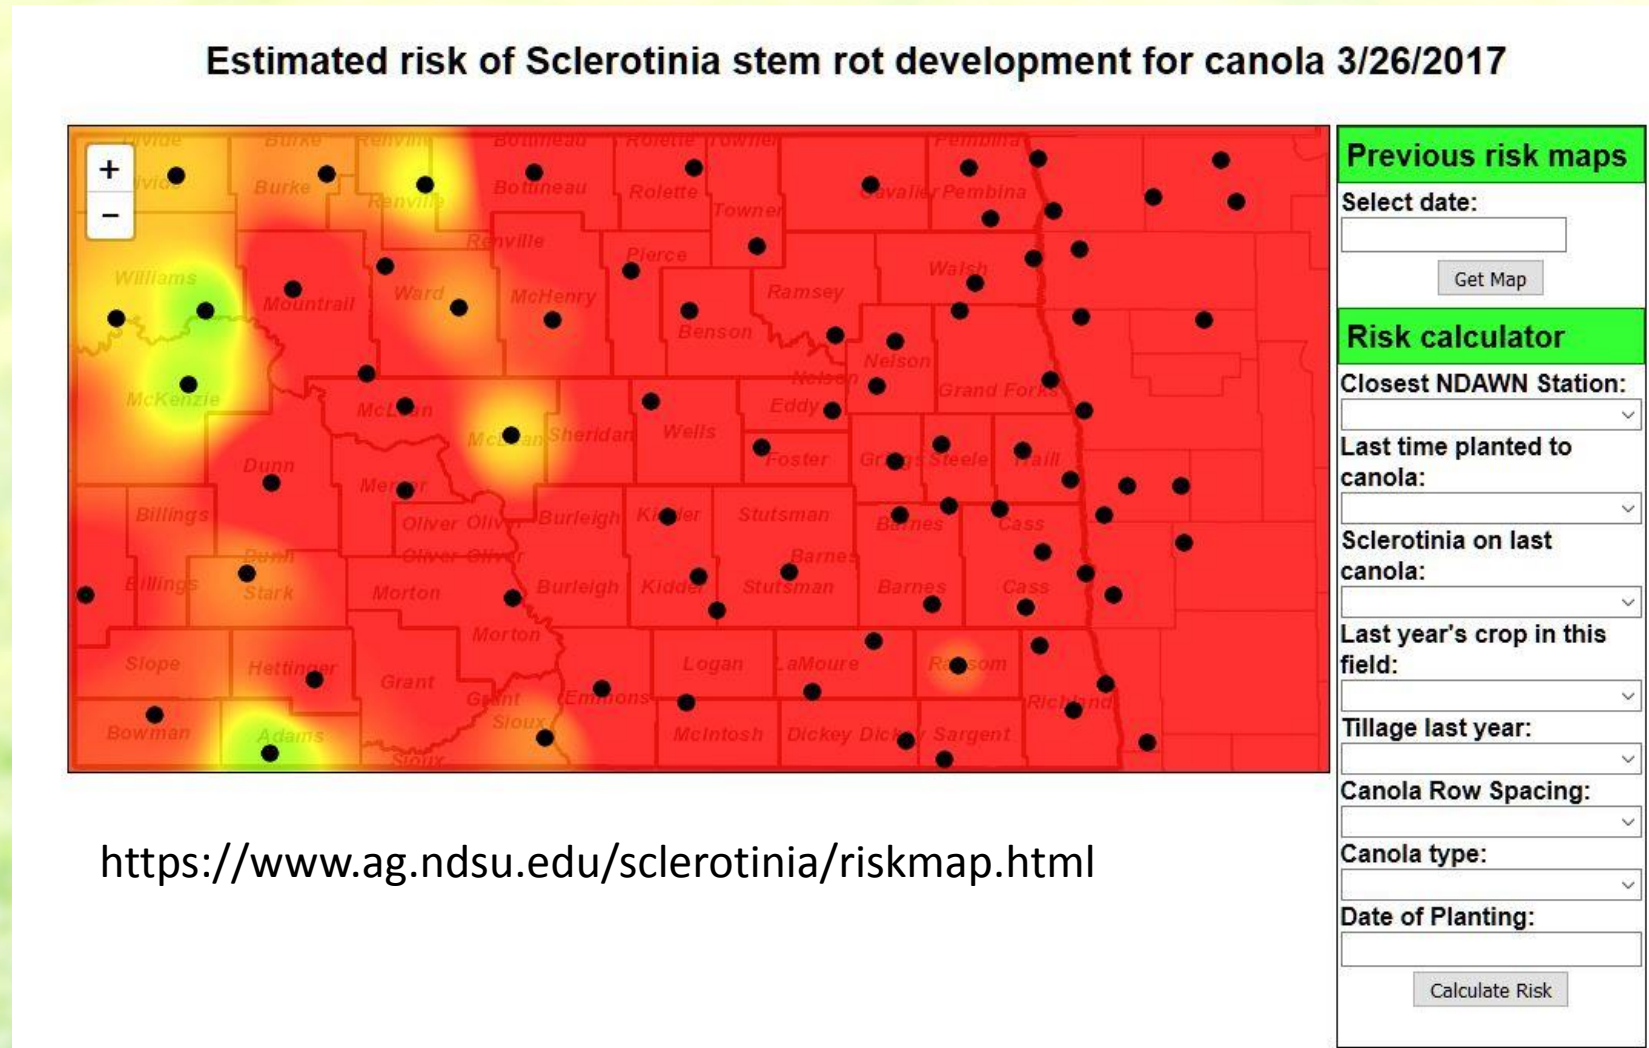 Estimated risk of Sclerotinia stem rot development for canola 3/26/2017
+
−
Divide Burke Renville Bottineau Rolette Towner Pembina
Burke Bottineau Rolette Cavalier Pembina
Renville Towner
Renville Pierce Walsh
Williams Mountrail Ward McHenry Ramsey
Benson Nelson
McKenzie McLean Nelson Eddy Grand Forks
McLean Sheridan Wells
Dunn Foster Griggs Steele Traill
Mercer
Billings Oliver Oliver Burleigh Kidder Stutsman Barnes Cass
Dunn Oliver Oliver Barnes
Billings Stark Morton Burleigh Kidder Stutsman Barnes Cass
Morton
Slope Hettinger Grant Logan LaMoure Ransom
Grant Emmons Richland
Bowman Adams Sioux McIntosh Dickey Dickey Sargent
Sioux
Previous risk maps
Select date:
Get Map
Risk calculator
Closest NDAWN Station:
Last time planted to
canola:
Sclerotinia on last
canola:
Last year's crop in this
field:
Tillage last year:
Canola Row Spacing:
Canola type:
Date of Planting:
Calculate Risk
https://www.ag.ndsu.edu/sclerotinia/riskmap.html